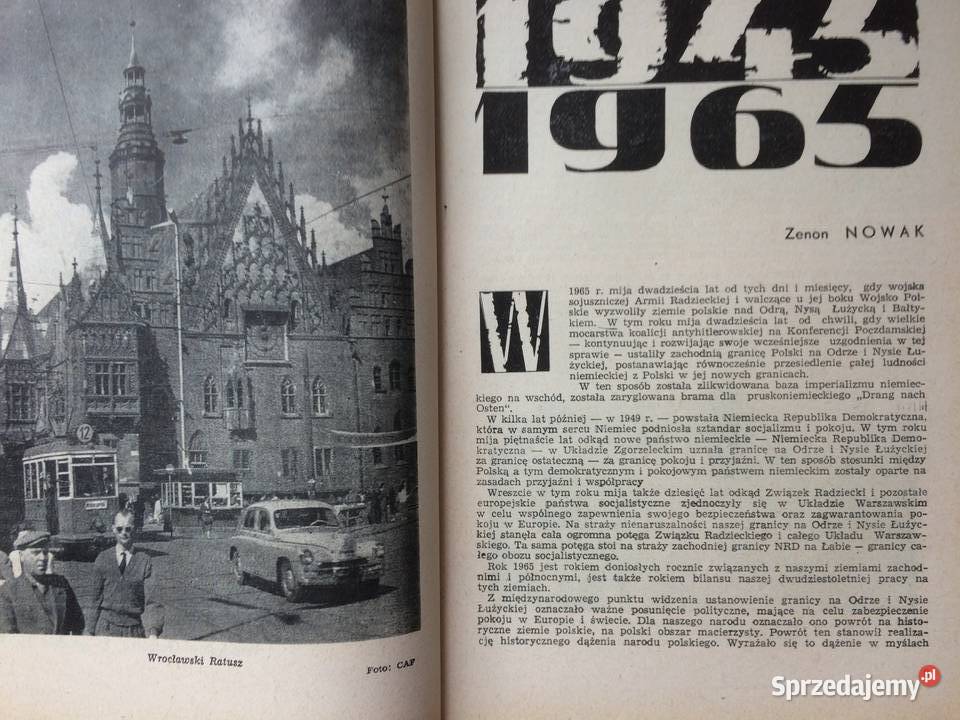 12
Wrocławski Ratusz
Foto: CAF
1945
1965
Zenon NOWAK
W 1965 r. mija dwadzieścia lat od tych dni i miesięcy, gdy wojska
sojuszniczej Armii Radzieckiej i walczące u jej boku Wojsko Pol-
skie wyzwoliły ziemie polskie nad Odrą, Nysą Łużycką i Bałty-
kiem. W tym roku mija dwadzieścia lat od chwili, gdy wielkie
mocarstwa koalicji antyhitlerowskiej na Konferencji Poczdamskiej
— kontynuując i rozwijając swoje wcześniejsze uzgodnienia w tej
sprawie — ustaliły zachodnią granicę Polski na Odrze i Nysie Łu-
życkiej, postanawiając równocześnie przesiedlenie całej ludności
niemieckiej z Polski w jej nowych granicach.
W ten sposób została zlikwidowana baza imperializmu niemiec-
kiego na wschód, została zaryglowana brama dla pruskoniemieckiego „Drang nach
Osten“.
W kilka lat później — w 1949 r. — powstała Niemiecka Republika Demokratyczna,
która w samym sercu Niemiec podniosła sztandar socjalizmu i pokoju. W tym roku
mija piętnaście lat odkąd nowe państwo niemieckie — Niemiecka Republika Demo-
kratyczna — w Układzie Zgorzeleckim uznała granicę na Odrze i Nysie Łużyckiej
za granicę ostateczną — za granicę pokoju i przyjaźni. W ten sposób stosunki między
Polską a tym demokratycznym i pokojowym państwem niemieckim zostały oparte na
zasadach przyjaźni i współpracy
Wreszcie w tym roku mija także dziesięć lat odkąd Związek Radziecki i pozostałe
europejskie państwa socjalistyczne zjednoczyły się w Układzie Warszawskim
w celu wspólnego zapewnienia swojego bezpieczeństwa oraz zagwarantowania po-
koju w Europie. Na straży nienaruszalności naszej granicy na Odrze i Nysie Łużyc-
kiej stanęła cała ogromna potęga Związku Radzieckiego i całego Układu Warszaw-
skiego. Ta sama potęga stoi na straży zachodniej granicy NRD na Łabie — granicy ca-
łego obozu socjalistycznego.
Rok 1965 jest rokiem doniosłych rocznic związanych z naszymi ziemiami zachod-
nimi i północnymi, jest także rokiem bilansu naszej dwudziestoletniej pracy na
tych ziemiach.
Z międzynarodowego punktu widzenia ustanowienie granicy na Odrze i Nysie
Łużyckiej oznaczało ważne posunięcie polityczne, mające na celu zabezpieczenie
pokoju w Europie i świecie. Dla naszego narodu oznaczało ono powrót na histo-
ryczne ziemie polskie, na polski obszar macierzysty. Powrót ten stanowił realiza-
cję historycznego dążenia narodu polskiego. Wyrażało się to dążenie w myślach
Sprzedajemy.pl